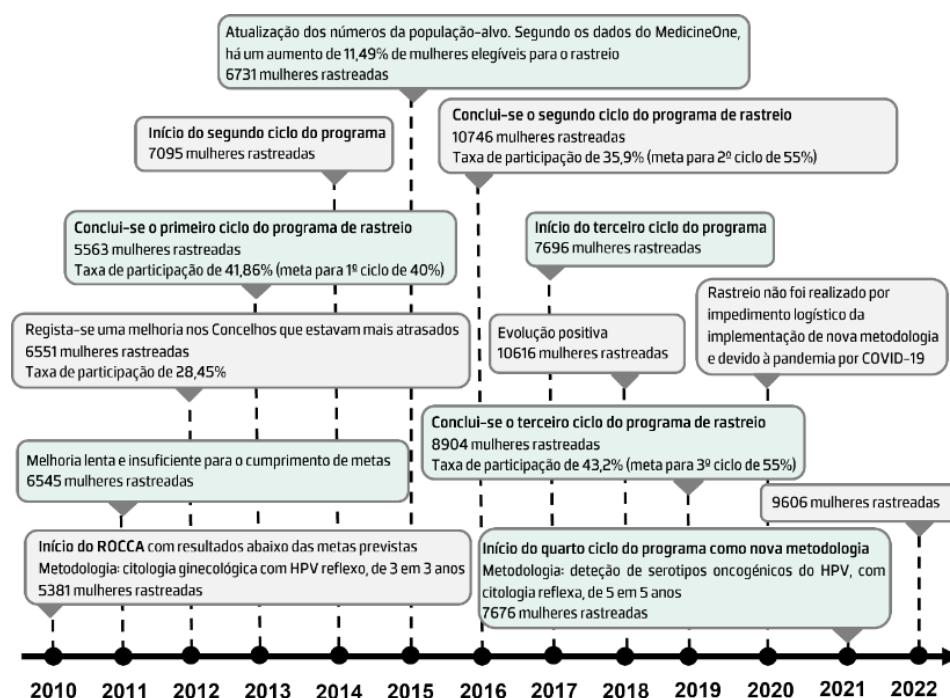 Atualização dos números da população-alvo. Segundo os dados do MedicineOne,
há um aumento de 11,49% de mulheres elegíveis para o rastreio
6731 mulheres rastreadas
Conclui-se o segundo ciclo do programa de rastreio
10746 mulheres rastreadas
Taxa de participação de 35,9% (meta para 2º ciclo de 55%)
Início do segundo ciclo do programa
7095 mulheres rastreadas
Conclui-se o primeiro ciclo do programa de rastreio
5563 mulheres rastreadas
Taxa de participação de 41,86% (meta para 1º ciclo de 40%)
Início do terceiro ciclo do programa
7696 mulheres rastreadas
Rastreio não foi realizado por
impedimento logístico da
implementação de nova metodologia
e devido à pandemia por COVID-19
Regista-se uma melhoria nos Concelhos que estavam mais atrasados
6551 mulheres rastreadas
Taxa de participação de 28,45%
Evolução positiva
10616 mulheres rastreadas
Conclui-se o terceiro ciclo do programa de rastreio
8904 mulheres rastreadas
Taxa de participação de 43,2% (meta para 3º ciclo de 55%)
Melhoria lenta e insuficiente para o cumprimento de metas
6545 mulheres rastreadas
9606 mulheres rastreadas
Início do ROCCA com resultados abaixo das metas previstas
Metodologia: citologia ginecológica com HPV reflexo, de 3 em 3 anos
5381 mulheres rastreadas
Início do quarto ciclo do programa como nova metodologia
Metodologia: deteção de serotipos oncogénicos do HPV, com
citologia reflexa, de 5 em 5 anos
7676 mulheres rastreadas
2010 2011 2012 2013 2014 2015 2016 2017 2018 2019 2020 2021 2022